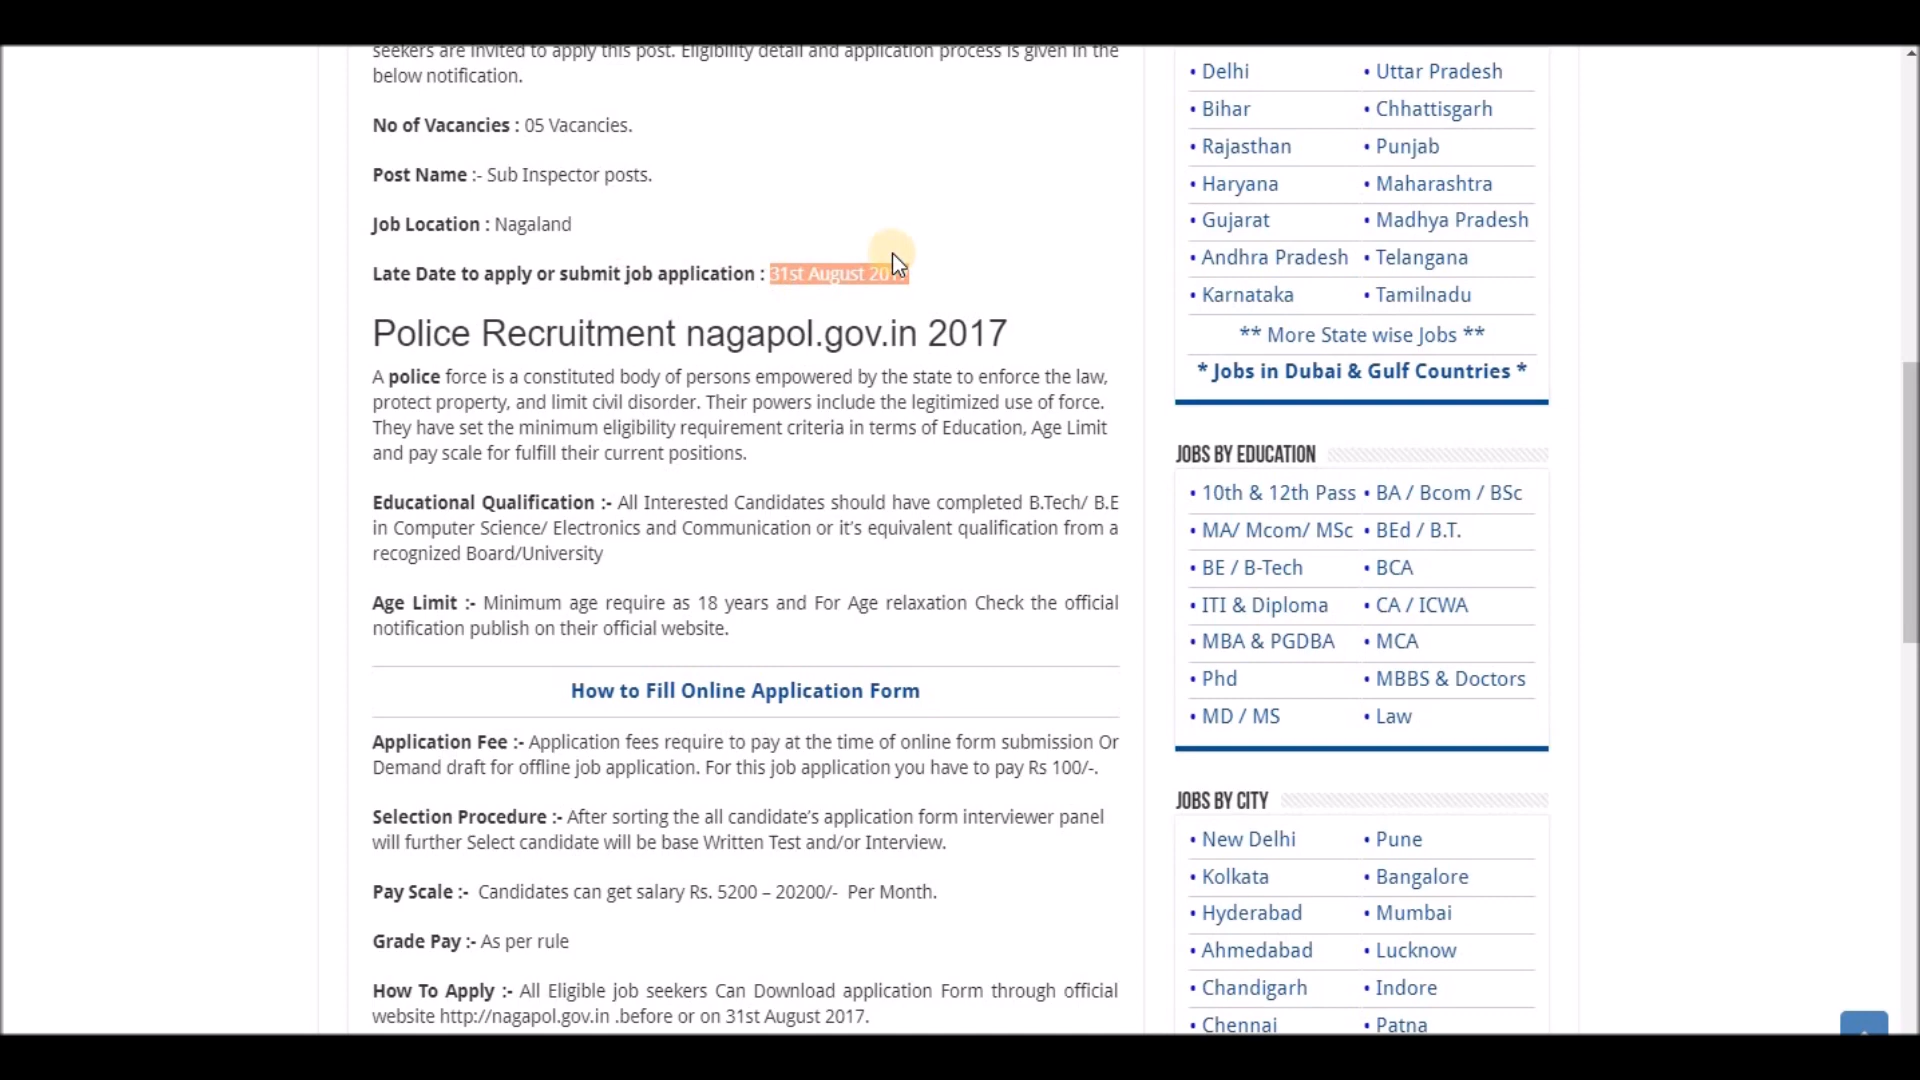 seekers are invited to apply this post. Eligibility detail and application process is given in the
below notification.
No of Vacancies : 05 Vacancies.
Post Name :- Sub Inspector posts.
Job Location : Nagaland
Late Date to apply or submit job application : 31st August
Police Recruitment nagapol.gov.in 2017
A police force is a constituted body of persons empowered by the state to enforce the law,
protect property, and limit civil disorder. Their powers include the legitimized use of force.
They have set the minimum eligibility requirement criteria in terms of Education, Age Limit
and pay scale for fulfill their current positions.
Educational Qualification :- All Interested Candidates should have completed B.Tech/ B.E
in Computer Science/ Electronics and Communication or it's equivalent qualification from a
recognized Board/University
Age Limit :- Minimum age require as 18 years and For Age relaxation Check the official
notification publish on their official website.
How to Fill Online Application Form
Application Fee :- Application fees require to pay at the time of online form submission Or
Demand draft for offline job application. For this job application you have to pay Rs 100/-.
Selection Procedure :- After sorting the all candidate's application form interviewer panel
will further Select candidate will be base Written Test and/or Interview.
Pay Scale :- Candidates can get salary Rs. 5200 – 20200/- Per Month.
Grade Pay :- As per rule
How To Apply :- All Eligible job seekers Can Download application Form through official
website http://nagapol.gov.in .before or on 31st August 2017.
• Delhi • Uttar Pradesh
• Bihar • Chhattisgarh
• Rajasthan • Punjab
• Haryana • Maharashtra
• Gujarat • Madhya Pradesh
• Andhra Pradesh • Telangana
• Karnataka • Tamilnadu
** More State wise Jobs **
* Jobs in Dubai & Gulf Countries *
JOBS BY EDUCATION
• 10th & 12th Pass • BA / Bcom / BSc
• MA/ Mcom/ MSc • BEd / B.T.
• BE / B-Tech • BCA
• ITI & Diploma • CA / ICWA
• MBA & PGDBA • MCA
• Phd • MBBS & Doctors
• MD / MS • Law
JOBS BY CITY
• New Delhi • Pune
• Kolkata • Bangalore
• Hyderabad • Mumbai
• Ahmedabad • Lucknow
• Chandigarh • Indore
• Chennai • Patna